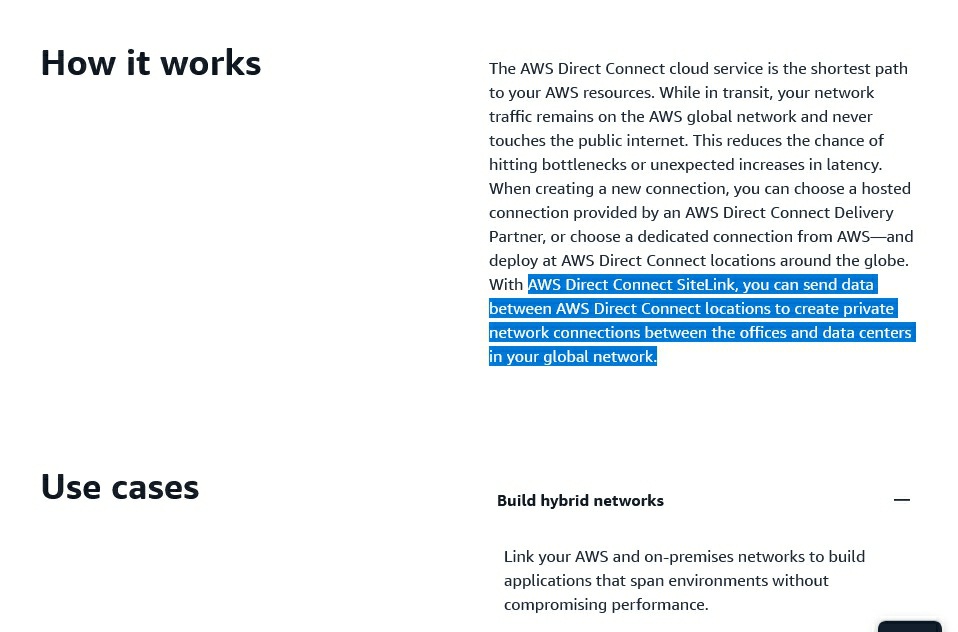 How it works
The AWS Direct Connect cloud service is the shortest path
to your AWS resources. While in transit, your network
traffic remains on the AWS global network and never
touches the public internet. This reduces the chance of
hitting bottlenecks or unexpected increases in latency.
When creating a new connection, you can choose a hosted
connection provided by an AWS Direct Connect Delivery
Partner, or choose a dedicated connection from AWS—and
deploy at AWS Direct Connect locations around the globe.
With AWS Direct Connect SiteLink, you can send data
between AWS Direct Connect locations to create private
network connections between the offices and data centers
in your global network.
Use cases
Build hybrid networks
Link your AWS and on-premises networks to build
applications that span environments without
compromising performance.